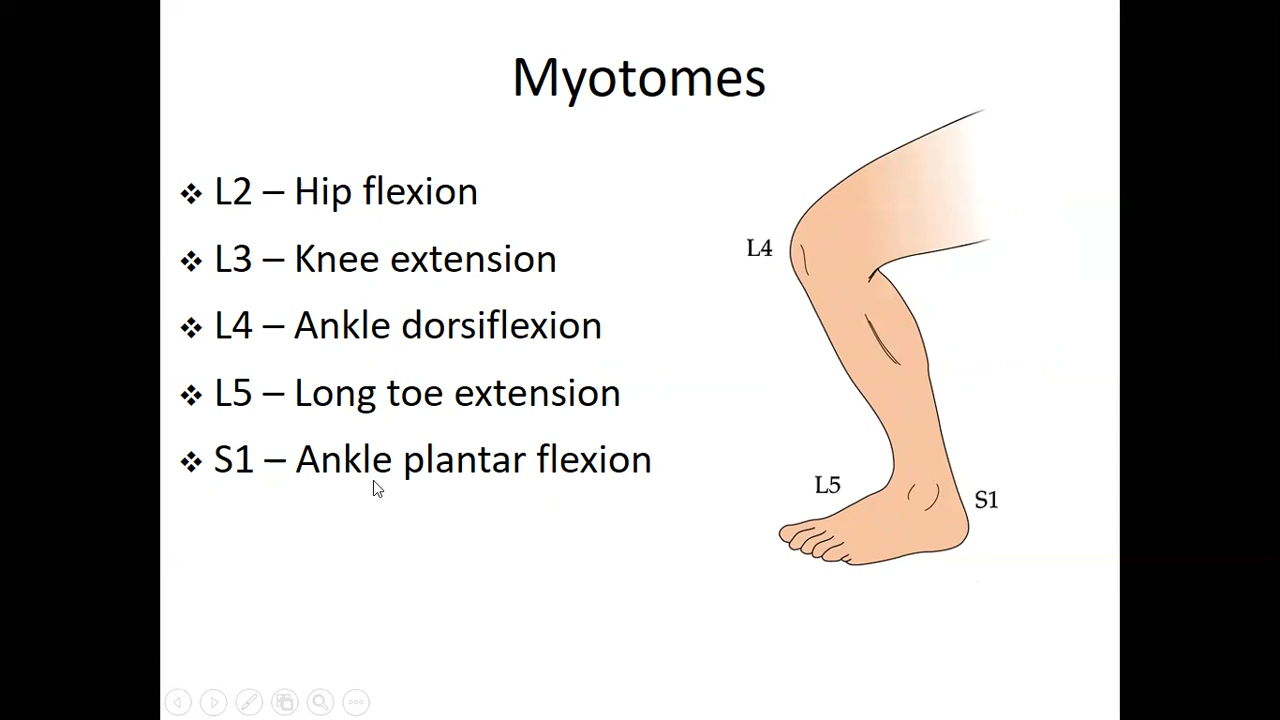 Myotomes
❖ L2 – Hip flexion
❖ L3 – Knee extension
❖ L4 – Ankle dorsiflexion
❖ L5 – Long toe extension
❖ S1 – Ankle plantar flexion
L4
L5
S1